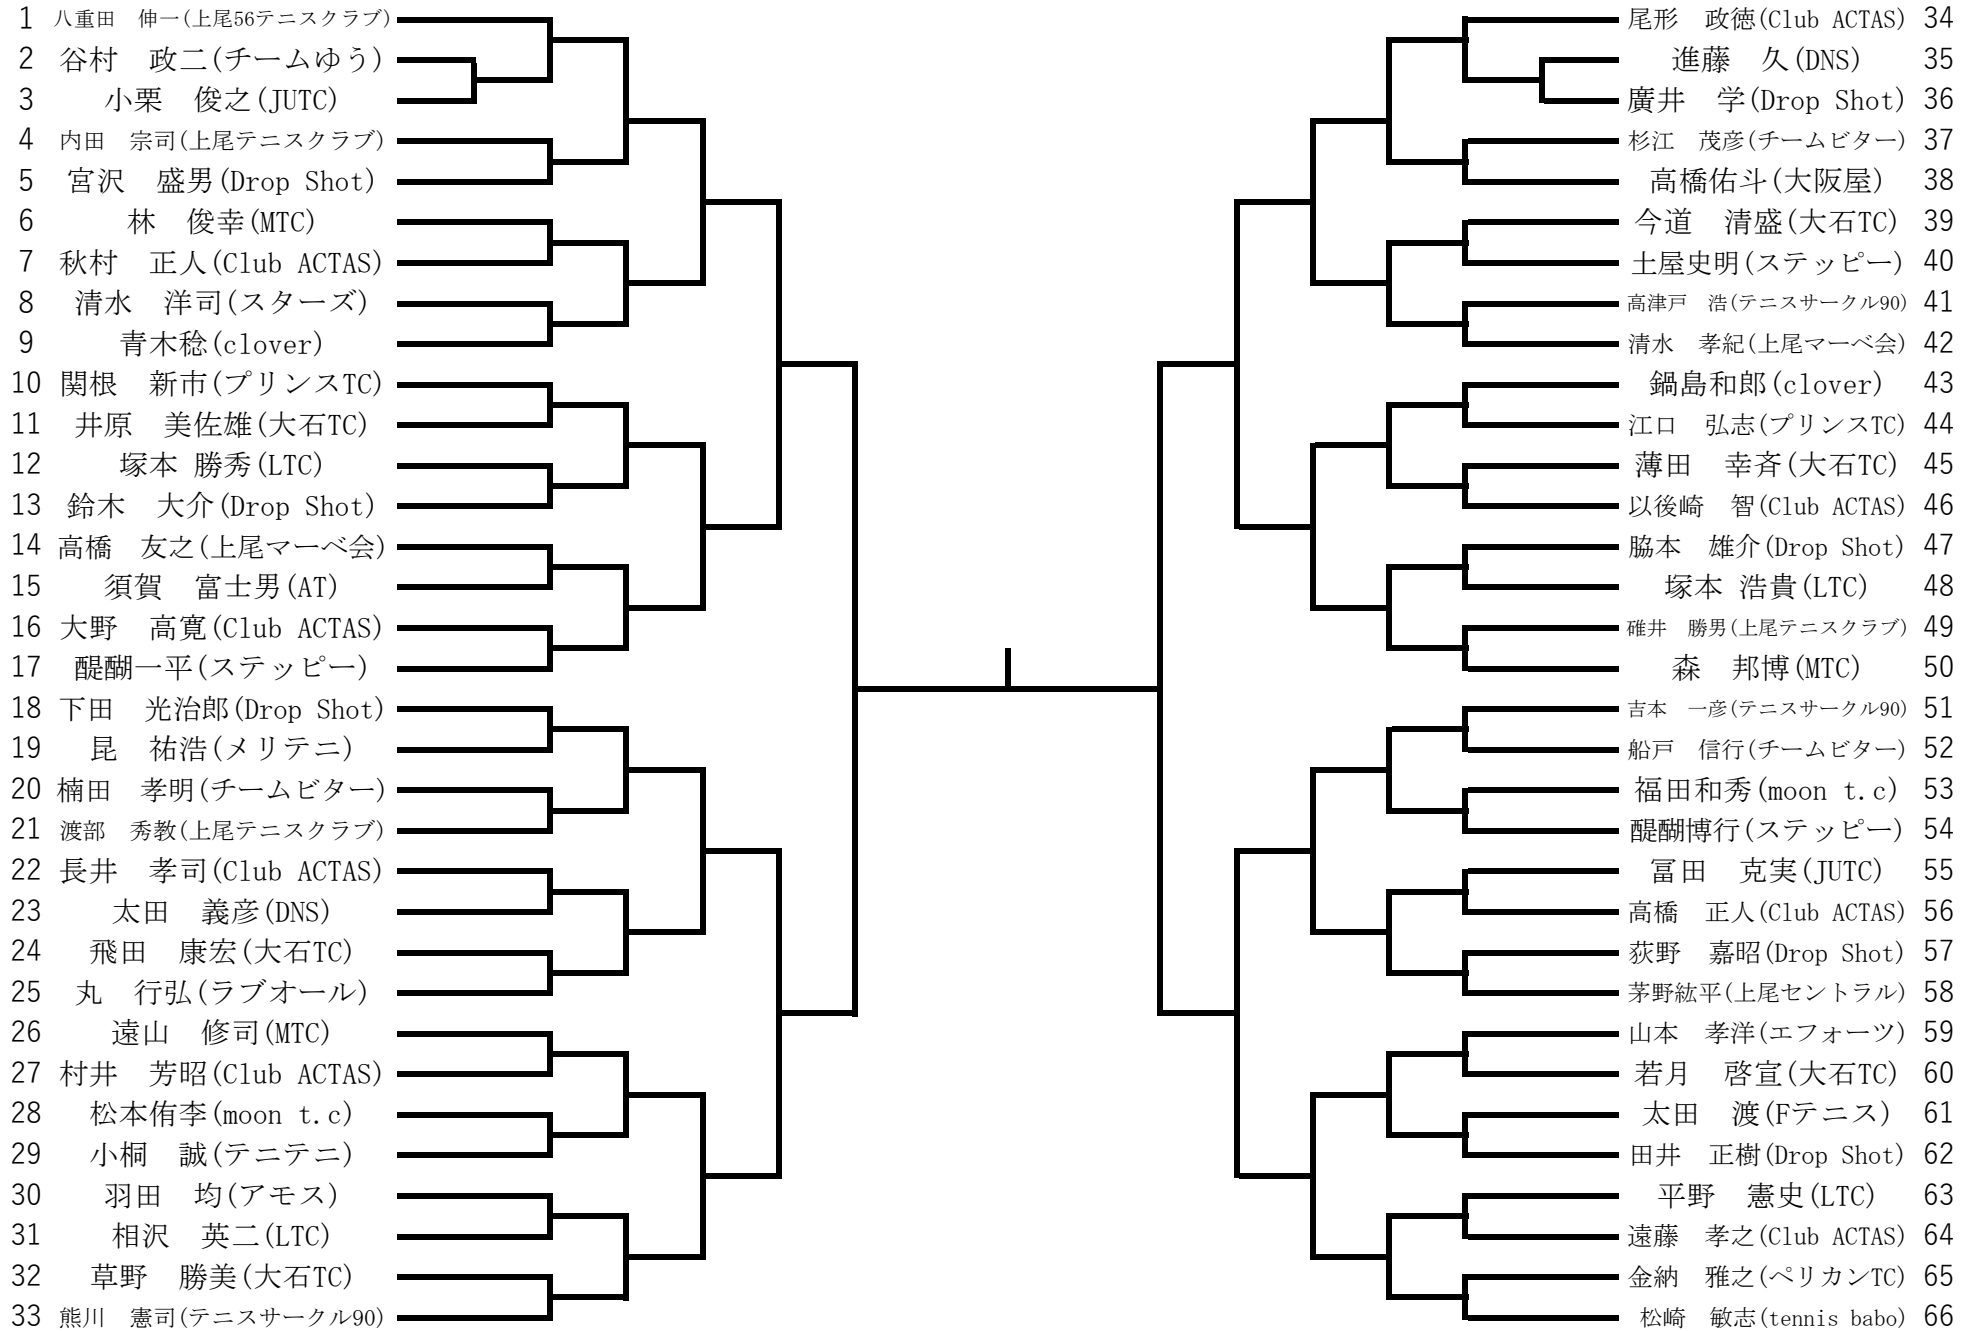 1 八重田　伸一(上尾56テニスクラブ)
2 谷村　政二(チームゆう)
3 小栗　俊之(JUTC)
4 内田　宗司(上尾テニスクラブ)
5 宮沢　盛男(Drop Shot)
6 林　俊幸(MTC)
7 秋村　正人(Club ACTAS)
8 清水　洋司(スターズ)
9 青木稔(clover)
10 関根　新市(プリンスTC)
11 井原　美佐雄(大石TC)
12 塚本 勝秀(LTC)
13 鈴木　大介(Drop Shot)
14 高橋　友之(上尾マーベ会)
15 須賀　富士男(AT)
16 大野　高寛(Club ACTAS)
17 醍醐一平(ステッピー)
18 下田　光治郎(Drop Shot)
19 昆　祐浩(メリテニ)
20 楠田　孝明(チームビター)
21 渡部　秀教(上尾テニスクラブ)
22 長井　孝司(Club ACTAS)
23 太田　義彦(DNS)
24 飛田　康宏(大石TC)
25 丸　行弘(ラブオール)
26 遠山　修司(MTC)
27 村井　芳昭(Club ACTAS)
28 松本侑李(moon t.c)
29 小桐　誠(テニテニ)
30 羽田　均(アモス)
31 相沢　英二(LTC)
32 草野　勝美(大石TC)
33 熊川　憲司(テニスサークル90)
尾形　政徳(Club ACTAS) 34
進藤　久(DNS) 35
廣井　学(Drop Shot) 36
杉江　茂彦(チームビター) 37
高橋佑斗(大阪屋) 38
今道　清盛(大石TC) 39
土屋史明(ステッピー) 40
高津戸　浩(テニスサークル90) 41
清水　孝紀(上尾マーベ会) 42
鍋島和郎(clover) 43
江口　弘志(プリンスTC) 44
薄田　幸斉(大石TC) 45
以後崎　智(Club ACTAS) 46
脇本　雄介(Drop Shot) 47
塚本 浩貴(LTC) 48
碓井　勝男(上尾テニスクラブ) 49
森　邦博(MTC) 50
吉本　一彦(テニスサークル90) 51
船戸　信行(チームビター) 52
福田和秀(moon t.c) 53
醍醐博行(ステッピー) 54
冨田　克実(JUTC) 55
高橋　正人(Club ACTAS) 56
荻野　嘉昭(Drop Shot) 57
茅野紘平(上尾セントラル) 58
山本　孝洋(エフォーツ) 59
若月　啓宣(大石TC) 60
太田　渡(Fテニス) 61
田井　正樹(Drop Shot) 62
平野　憲史(LTC) 63
遠藤　孝之(Club ACTAS) 64
金納　雅之(ペリカンTC) 65
松崎　敏志(tennis babo) 66